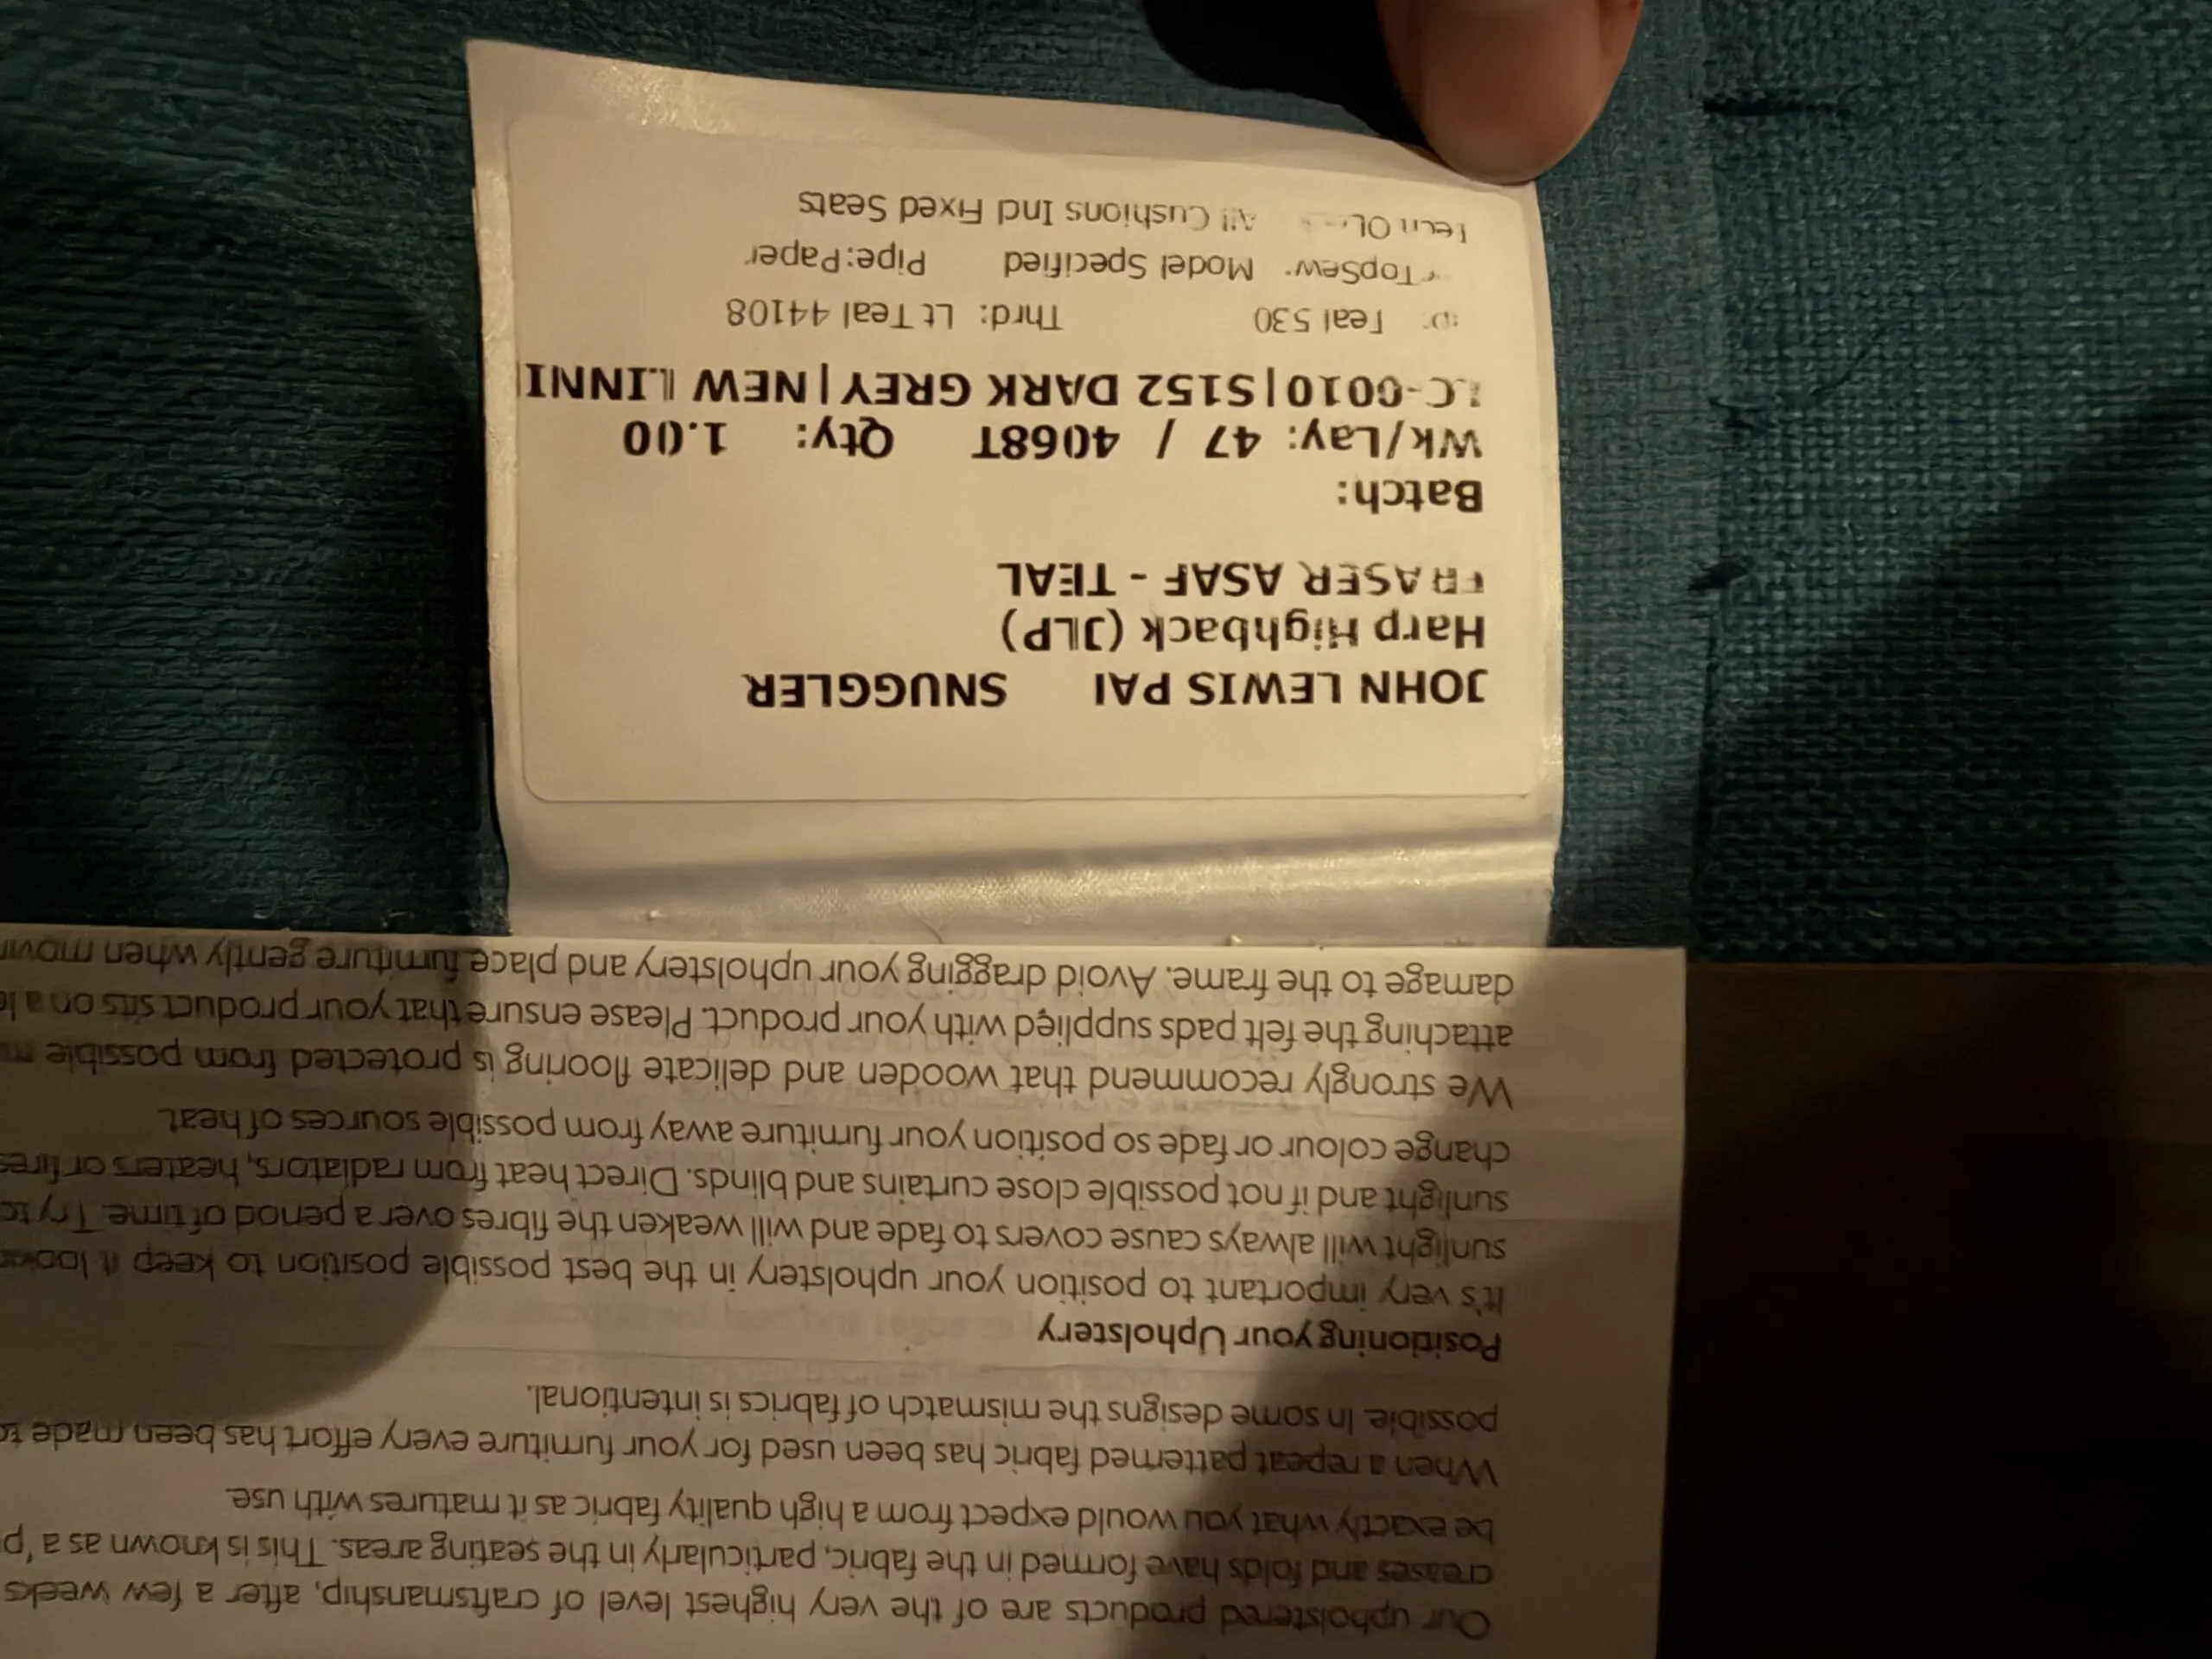 JOHN LEWIS PAI SNUGGLER
Harp Highback (JLP)
FRASER ASAF - TEAL
Batch:
Wk/Lay: 47 / 4068T Qty: 1.00
LC-0010|S152 DARK GREY|NEW LINNI
Teal 530 Thrd: Lt Teal 44108
TopSew: Model Specified Pipe:Paper
All Cushions Ind Fixed Seats
Our upholstered products are of the very highest level of craftsmanship, after a few weeks
creases and folds have formed in the fabric, particularly in the seating areas. This is known as a 'p
be exactly what you would expect from a high quality fabric as it matures with use.
When a repeat patterned fabric has been used for your furniture every effort has been made to
possible. In some designs the mismatch of fabrics is intentional.
Positioning your Upholstery
It's very important to position your upholstery in the best possible position to keep it
sunlight will always cause covers to fade and will weaken the fibres over a period of time. Try to
sunlight and if not possible close curtains and blinds. Direct heat from radiators, heaters or fires
change colour or fade so position your furniture away from possible sources of heat.
We strongly recommend that wooden and delicate flooring is protected from possible
attaching the felt pads supplied with your product. Please ensure that your product sits on a
damage to the frame. Avoid dragging your upholstery and place furniture gently when